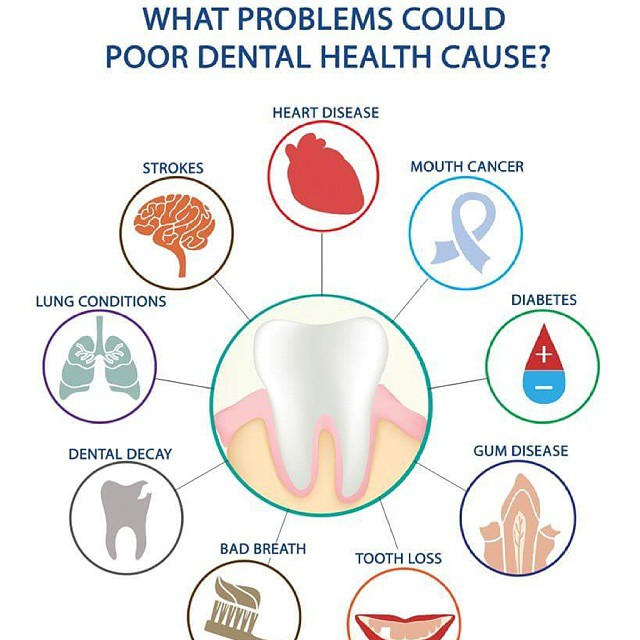 WHAT PROBLEMS COULD
POOR DENTAL HEALTH CAUSE?
HEART DISEASE
STROKES
MOUTH CANCER
LUNG CONDITIONS
DIABETES
DENTAL DECAY
GUM DISEASE
BAD BREATH
TOOTH LOSS